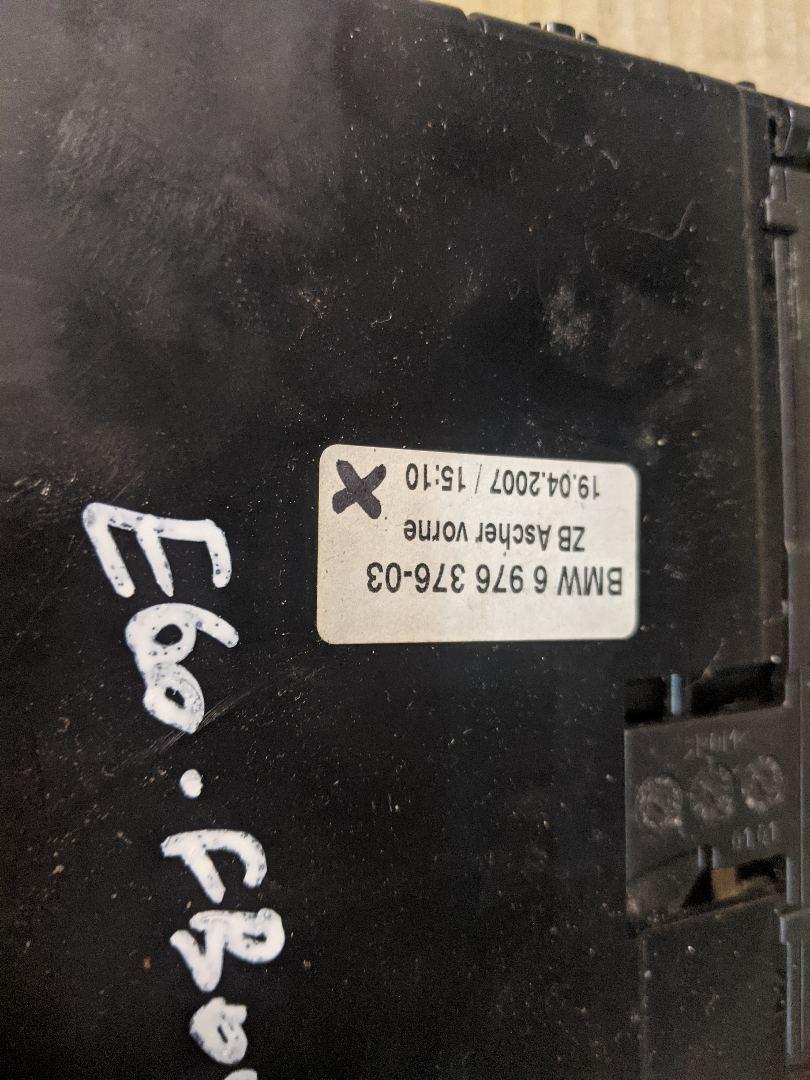 BMW 6 976 376-03
ZB Ascher vorne
19.04.2007 / 15:10
E60.